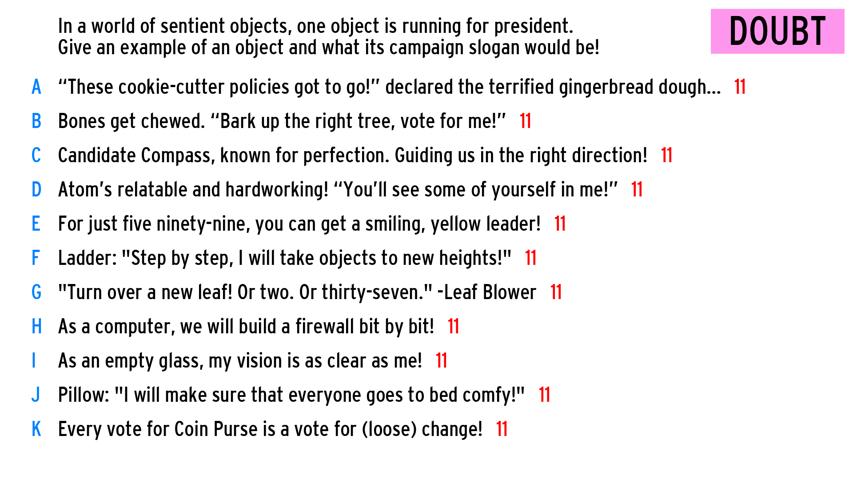 In a world of sentient objects, one object is running for president.
Give an example of an object and what its campaign slogan would be!
DOUBT
A “These cookie-cutter policies got to go!” declared the terrified gingerbread dough... 11
B Bones get chewed. “Bark up the right tree, vote for me!” 11
C Candidate Compass, known for perfection. Guiding us in the right direction! 11
D Atom’s relatable and hardworking! “You’ll see some of yourself in me!” 11
E For just five ninety-nine, you can get a smiling, yellow leader! 11
F Ladder: "Step by step, I will take objects to new heights!" 11
G "Turn over a new leaf! Or two. Or thirty-seven." -Leaf Blower 11
H As a computer, we will build a firewall bit by bit! 11
I As an empty glass, my vision is as clear as me! 11
J Pillow: "I will make sure that everyone goes to bed comfy!" 11
K Every vote for Coin Purse is a vote for (loose) change! 11